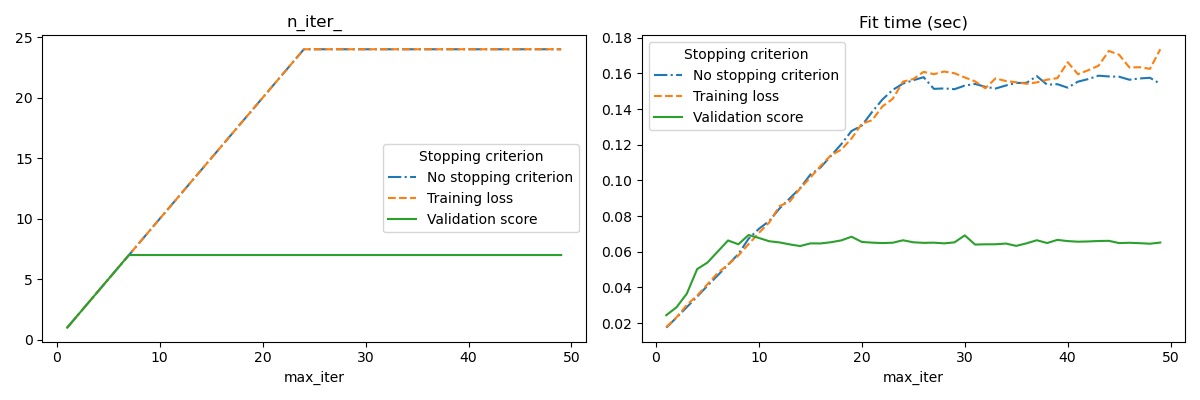 n_iter_
25
20
15
10
5
0
Stopping criterion
No stopping criterion
Training loss
Validation score
0 10 20 30 40 50
max_iter
Fit time (sec)
0.18
0.16
0.14
0.12
0.10
0.08
0.06
0.04
0.02
Stopping criterion
No stopping criterion
Training loss
Validation score
0 10 20 30 40 50
max_iter